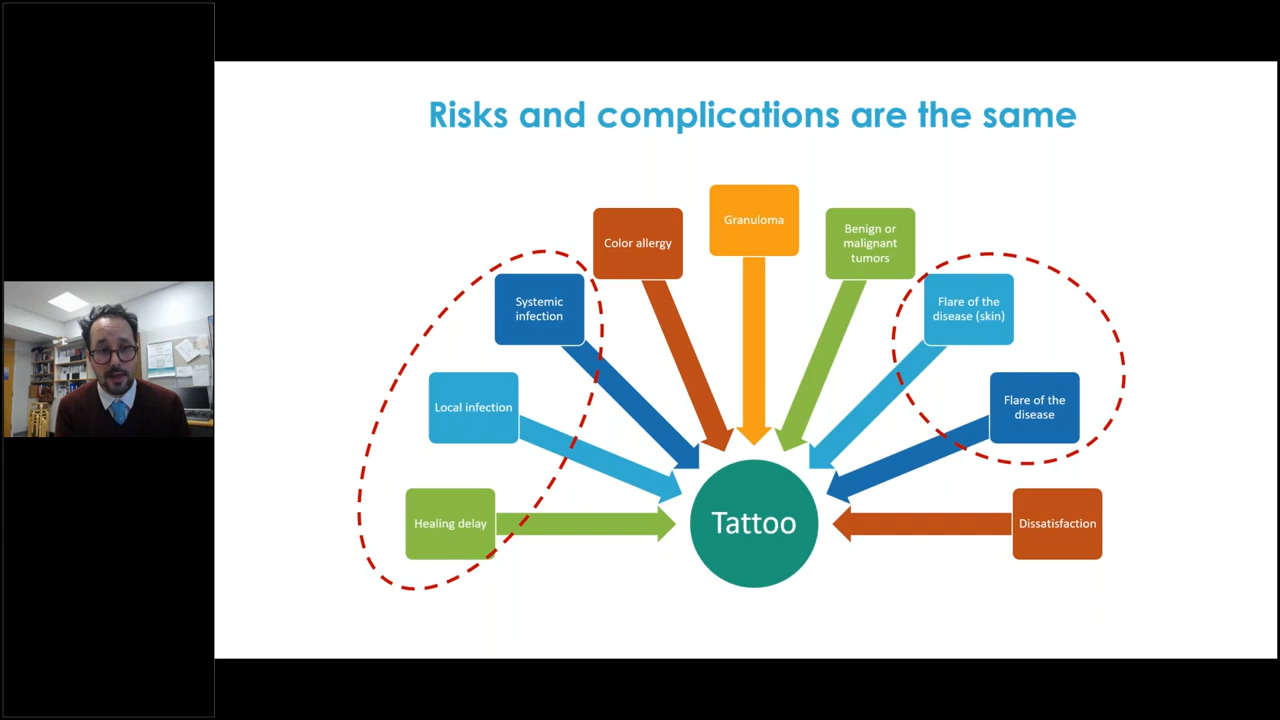 Risks and complications are the same
Granuloma
Color allergy
Benign or
malignant
tumors
Systemic
infection
Flare of the
disease (skin)
Local infection
Flare of the
disease
Healing delay
Tattoo
Dissatisfaction